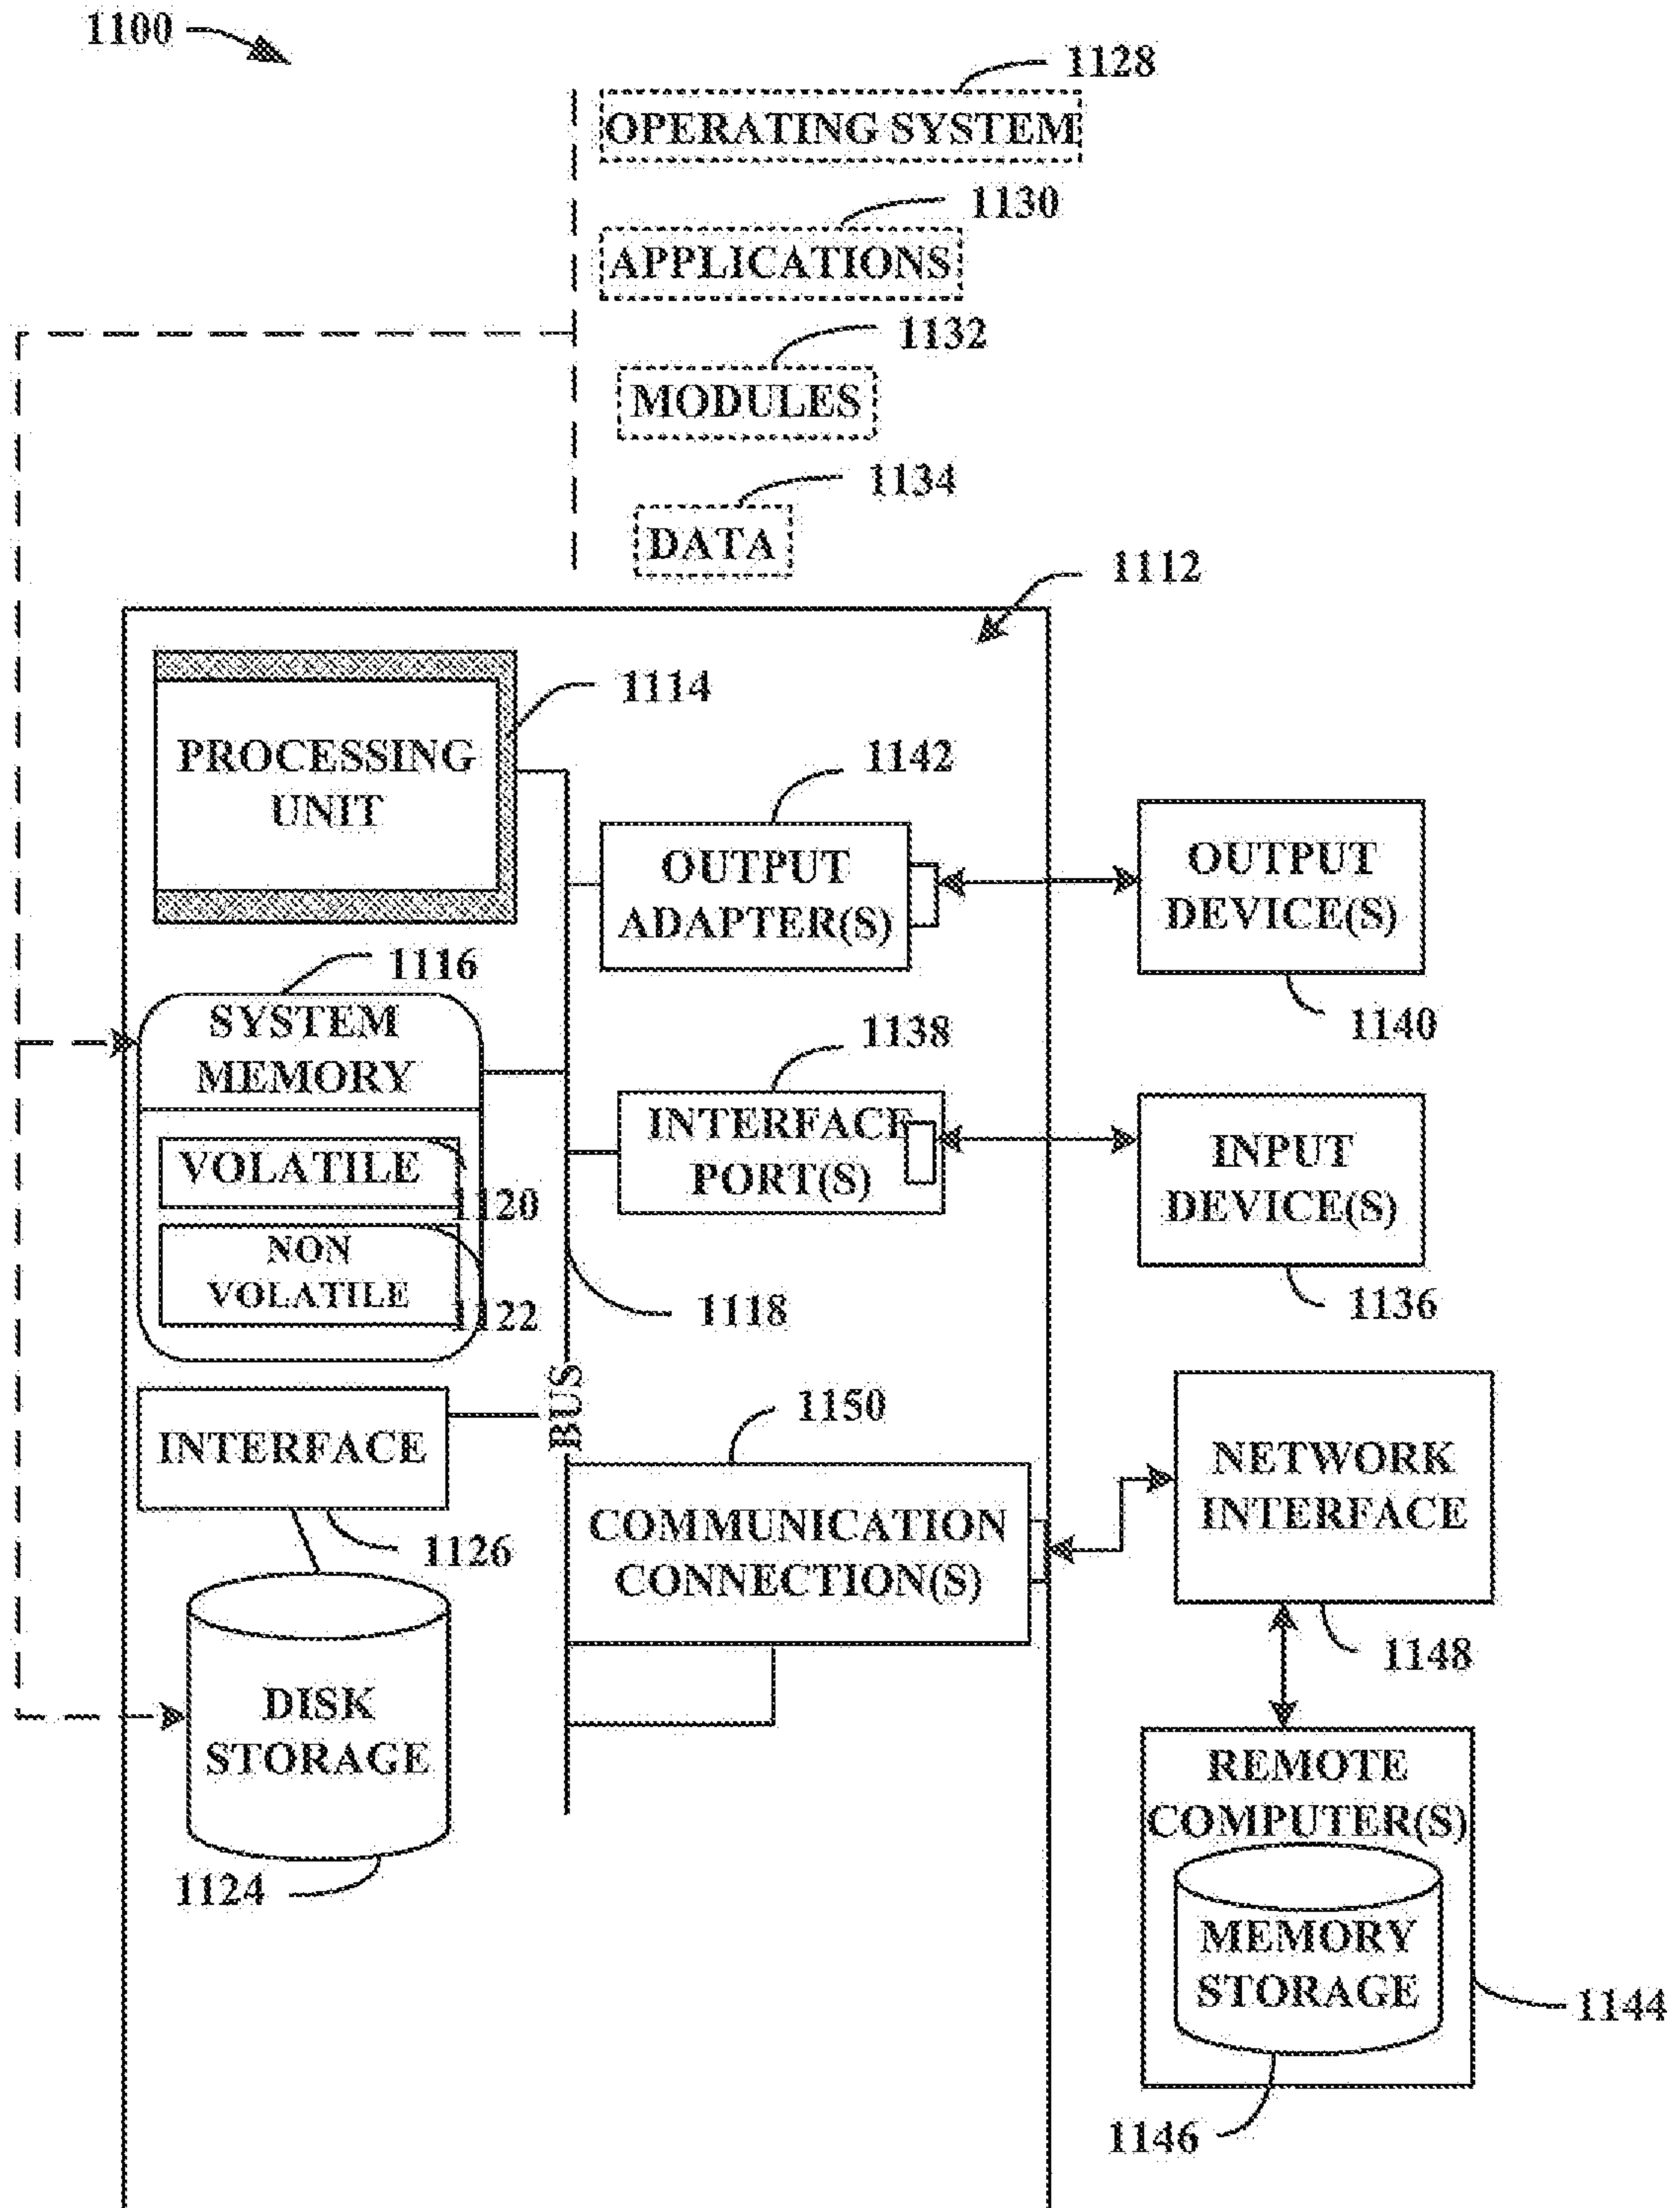 1100
1128
OPERATING SYSTEM
1130
APPLICATIONS
1132
MODULES
1134
DATA
1112
PROCESSING
UNIT
1114
1142
OUTPUT
ADAPTER(S)
OUTPUT
DEVICE(S)
1140
1116
SYSTEM
MEMORY
VOLATILE
1120
NON
VOLATILE
1122
1138
INTERFACE
PORT(S)
INPUT
DEVICE(S)
1136
1118
BUS
INTERFACE
1126
1150
COMMUNICATION
CONNECTION(S)
NETWORK
INTERFACE
1148
DISK
STORAGE
1124
REMOTE
COMPUTER(S)
MEMORY
STORAGE
1144
1146